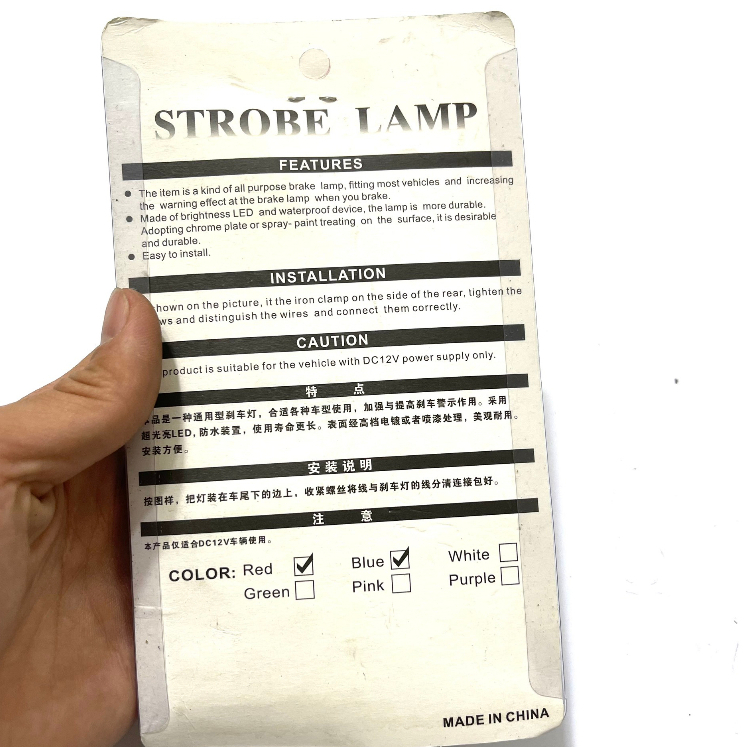 STROBE LAMP
FEATURES
● The item is a kind of all purpose brake lamp, fitting most vehicles and increasing
the warning effect at the brake lamp when you brake.
● Made of brightness LED and waterproof device, the lamp is more durable.
Adopting chrome plate or spray- paint treating on the surface, it is desirable
and durable.
● Easy to install.
INSTALLATION
hown on the picture, it the iron clamp on the side of the rear, tighten the
ws and distinguish the wires and connect them correctly.
CAUTION
product is suitable for the vehicle with DC12V power supply only.
特 点
品是一种通用型刹车灯，合适各种车型使用，加强与提高刹车警示作用。采用
超光亮LED，防水装置，使用寿命更长。表面经高档电镀或者喷漆处理，美观耐用。
安装方便。
安装说明
按图样，把灯装在车尾下的边上，收紧螺丝将线与刹车灯的线分清连接包好。
注 意
本产品仅适合DC12V车辆使用。
COLOR: Red ☑ Blue ☑ White ☐
Green ☐ Pink ☐ Purple ☐
MADE IN CHINA